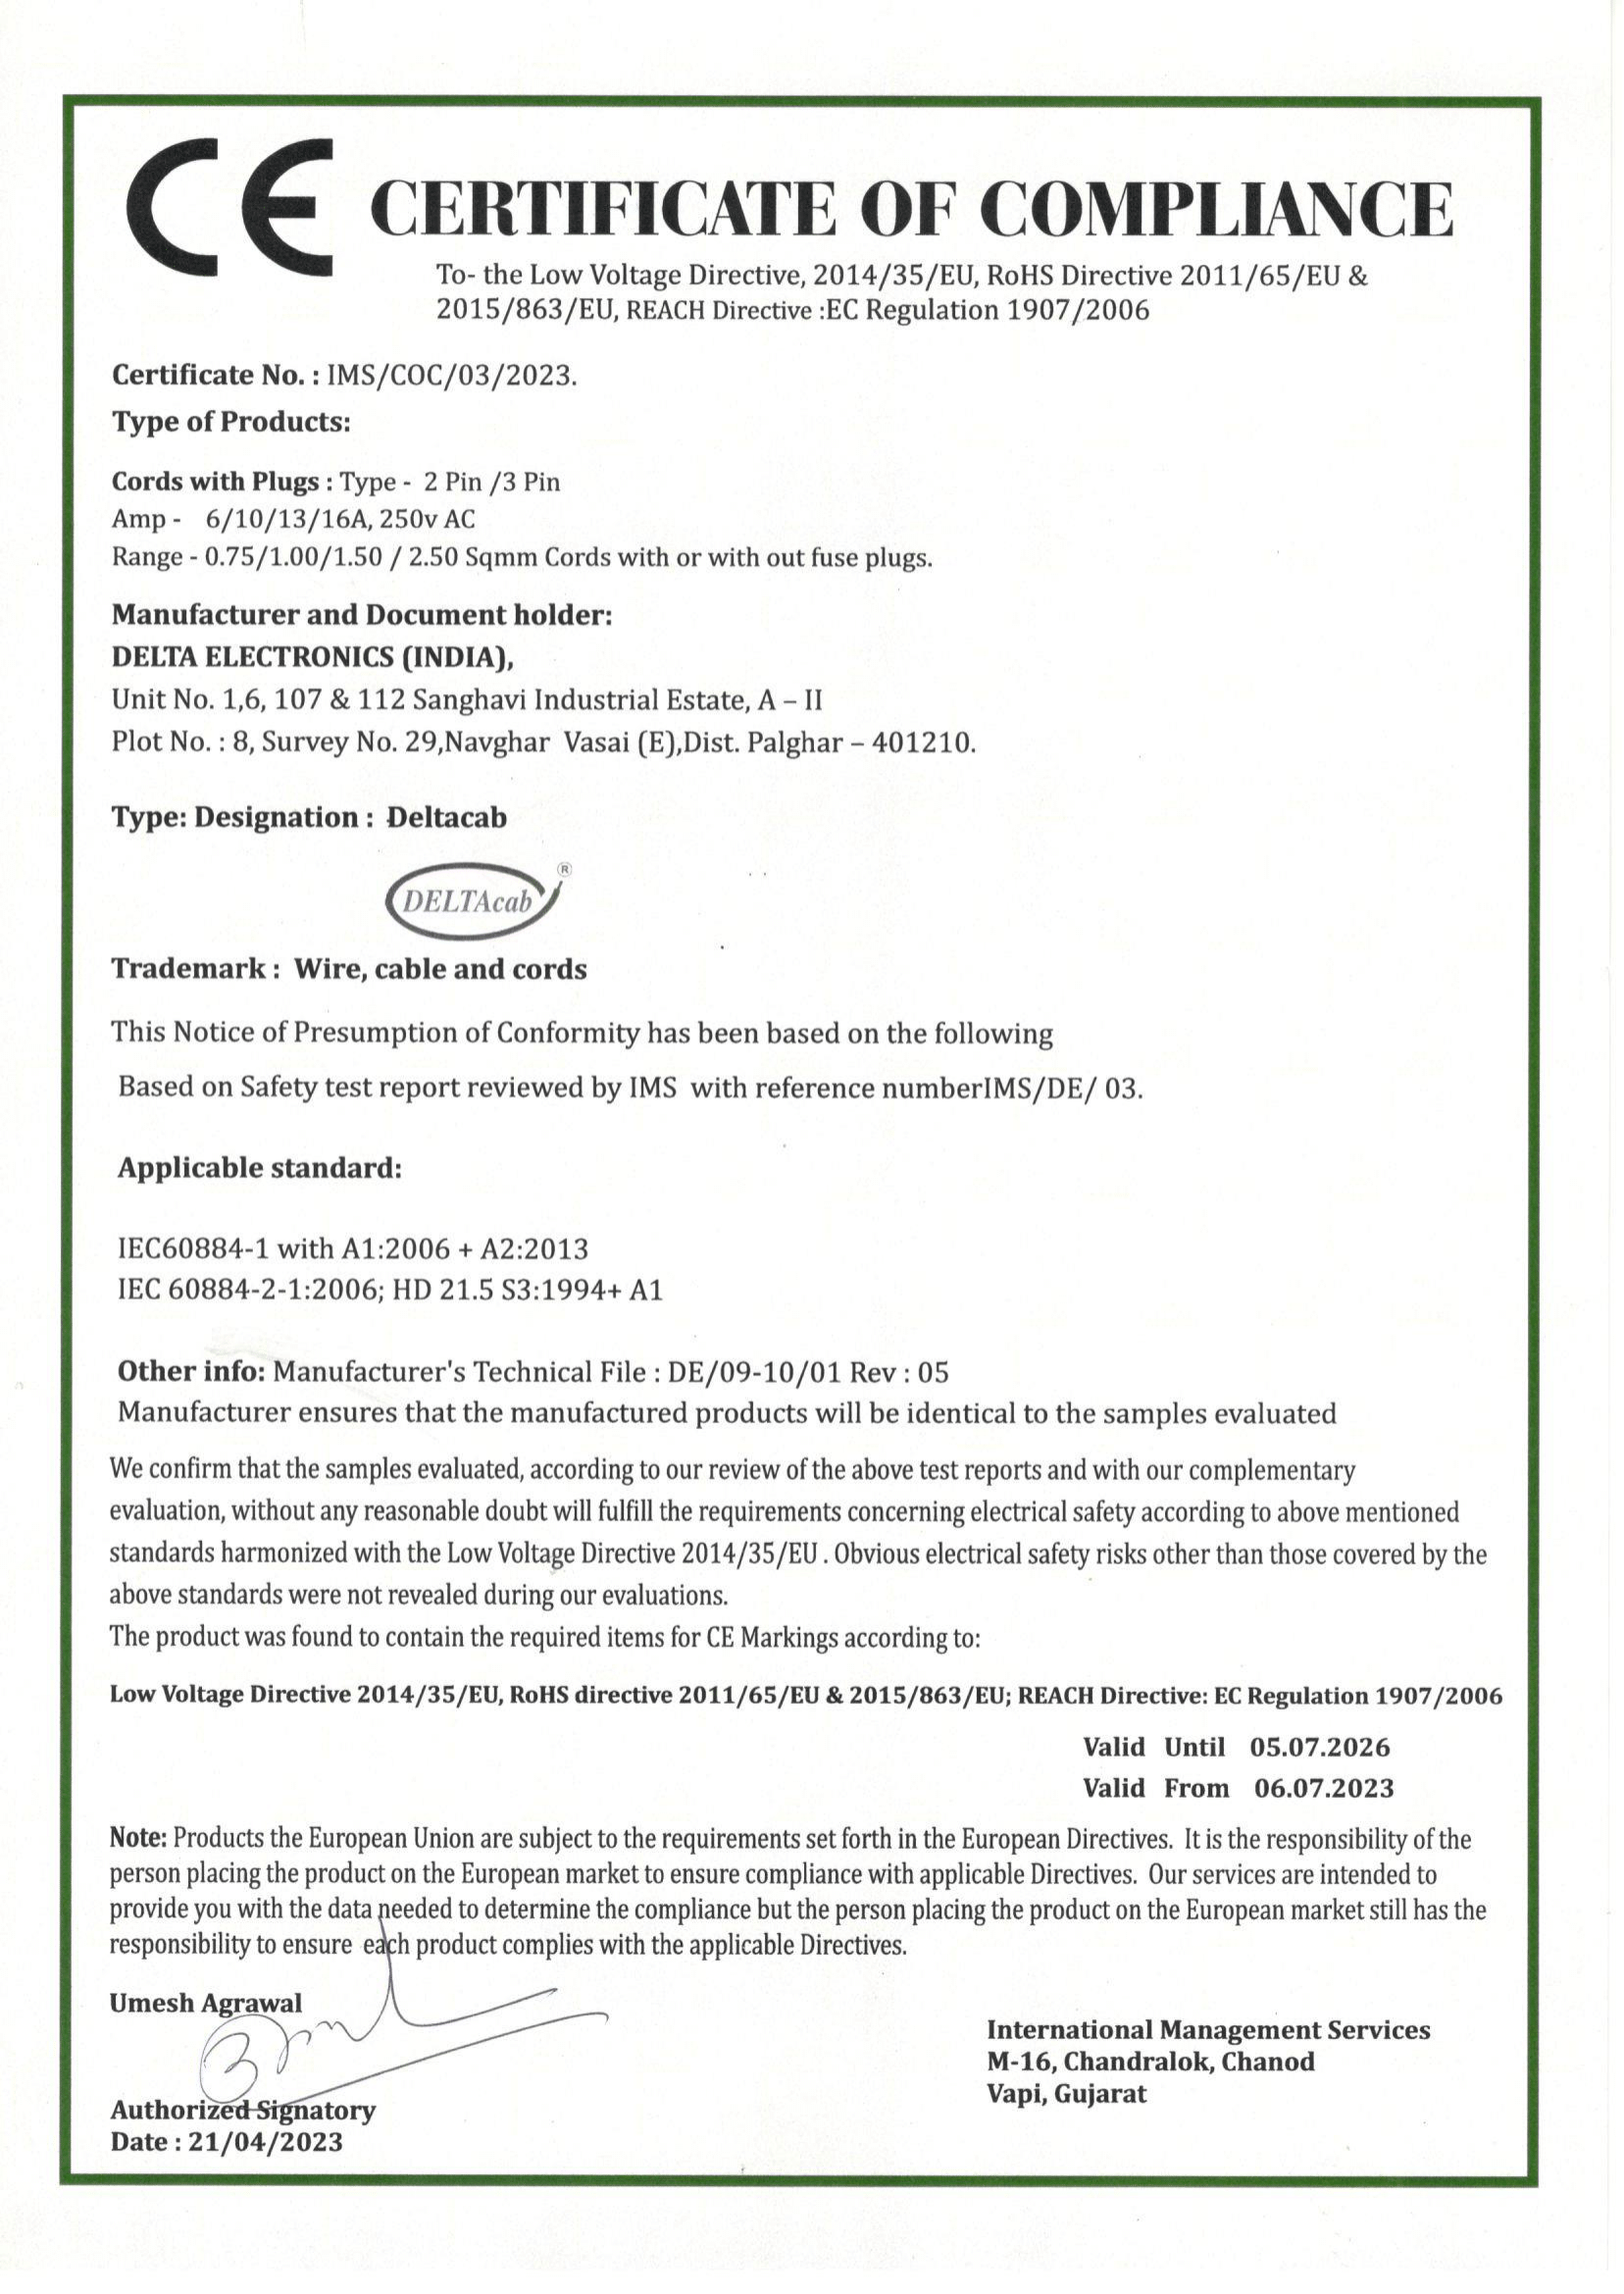 CE CERTIFICATE OF COMPLIANCE
To- the Low Voltage Directive, 2014/35/EU, RoHS Directive 2011/65/EU &
2015/863/EU, REACH Directive :EC Regulation 1907/2006
Certificate No. : IMS/COC/03/2023.
Type of Products:
Cords with Plugs : Type - 2 Pin /3 Pin
Amp - 6/10/13/16A, 250v AC
Range - 0.75/1.00/1.50 / 2.50 Sqmm Cords with or with out fuse plugs.
Manufacturer and Document holder:
DELTA ELECTRONICS (INDIA),
Unit No. 1,6, 107 & 112 Sanghavi Industrial Estate, A – II
Plot No. : 8, Survey No. 29,Navghar Vasai (E),Dist. Palghar – 401210.
Type: Designation : Deltacab
DELTAcab ®
Trademark : Wire, cable and cords
This Notice of Presumption of Conformity has been based on the following
Based on Safety test report reviewed by IMS with reference numberIMS/DE/ 03.
Applicable standard:
IEC60884-1 with A1:2006 + A2:2013
IEC 60884-2-1:2006; HD 21.5 S3:1994+ A1
Other info: Manufacturer's Technical File : DE/09-10/01 Rev : 05
Manufacturer ensures that the manufactured products will be identical to the samples evaluated
We confirm that the samples evaluated, according to our review of the above test reports and with our complementary
evaluation, without any reasonable doubt will fulfill the requirements concerning electrical safety according to above mentioned
standards harmonized with the Low Voltage Directive 2014/35/EU . Obvious electrical safety risks other than those covered by the
above standards were not revealed during our evaluations.
The product was found to contain the required items for CE Markings according to:
Low Voltage Directive 2014/35/EU, RoHS directive 2011/65/EU & 2015/863/EU; REACH Directive: EC Regulation 1907/2006
Valid Until 05.07.2026
Valid From 06.07.2023
Note: Products the European Union are subject to the requirements set forth in the European Directives. It is the responsibility of the
person placing the product on the European market to ensure compliance with applicable Directives. Our services are intended to
provide you with the data needed to determine the compliance but the person placing the product on the European market still has the
responsibility to ensure each product complies with the applicable Directives.
Umesh Agrawal
Authorized Signatory
Date : 21/04/2023
International Management Services
M-16, Chandralok, Chanod
Vapi, Gujarat